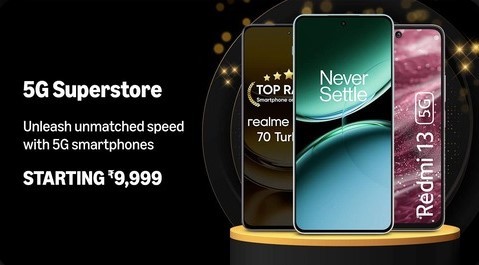 5G Superstore
Unleash unmatched speed
with 5G smartphones
STARTING ₹9,999
TOP RA
Smartphone o
realme
70 Tur
Never
Settle
Redmi 13 5G